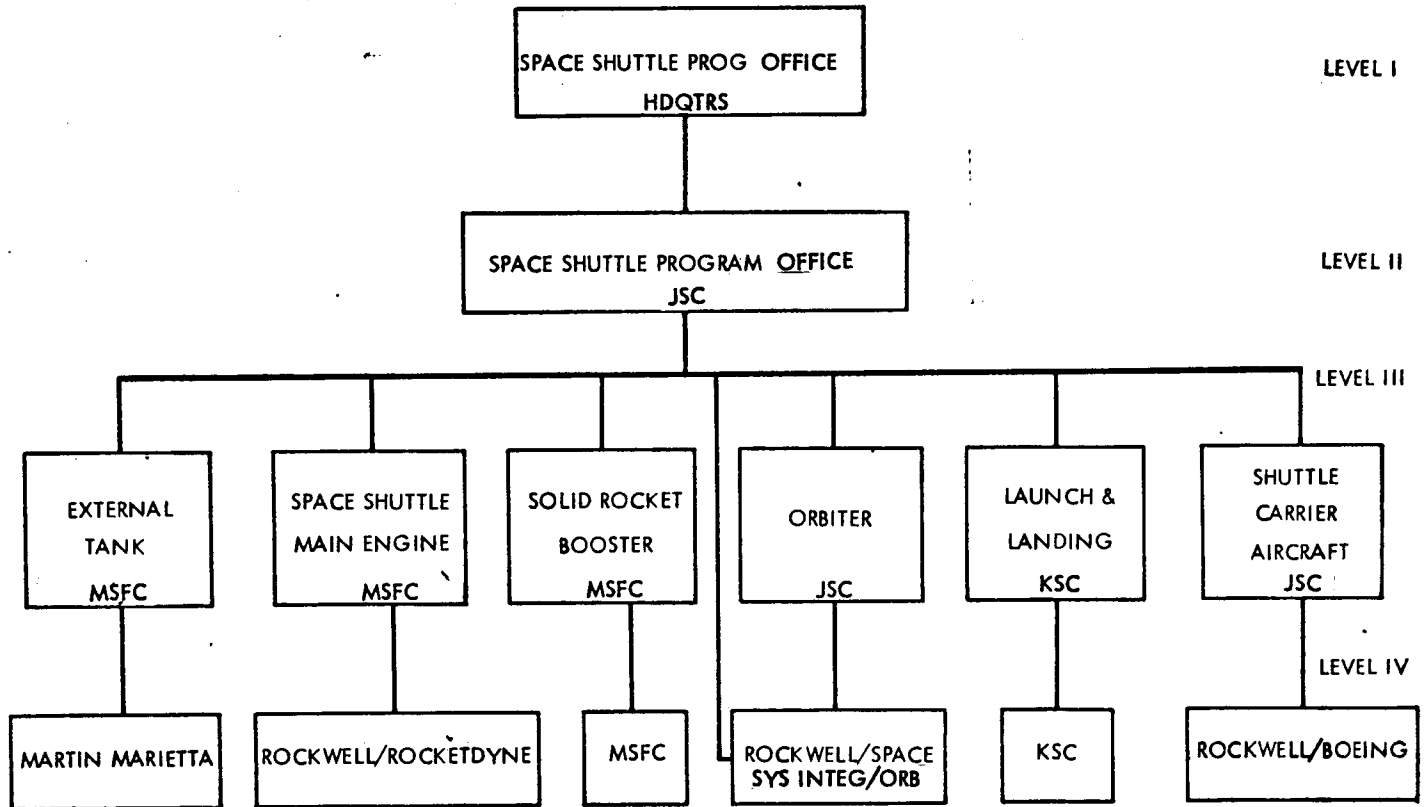 SPACE SHUTTLE PROG OFFICE
HDQTRS
LEVEL I
SPACE SHUTTLE PROGRAM OFFICE
JSC
LEVEL II
LEVEL III
EXTERNAL
TANK
MSFC
SPACE SHUTTLE
MAIN ENGINE
MSFC
SOLID ROCKET
BOOSTER
MSFC
ORBITER
JSC
LAUNCH &
LANDING
KSC
SHUTTLE
CARRIER
AIRCRAFT
JSC
LEVEL IV
MARTIN MARIETTA
ROCKWELL/ROCKETDYNE
MSFC
ROCKWELL/SPACE
SYS INTEG/ORB
KSC
ROCKWELL/BOEING